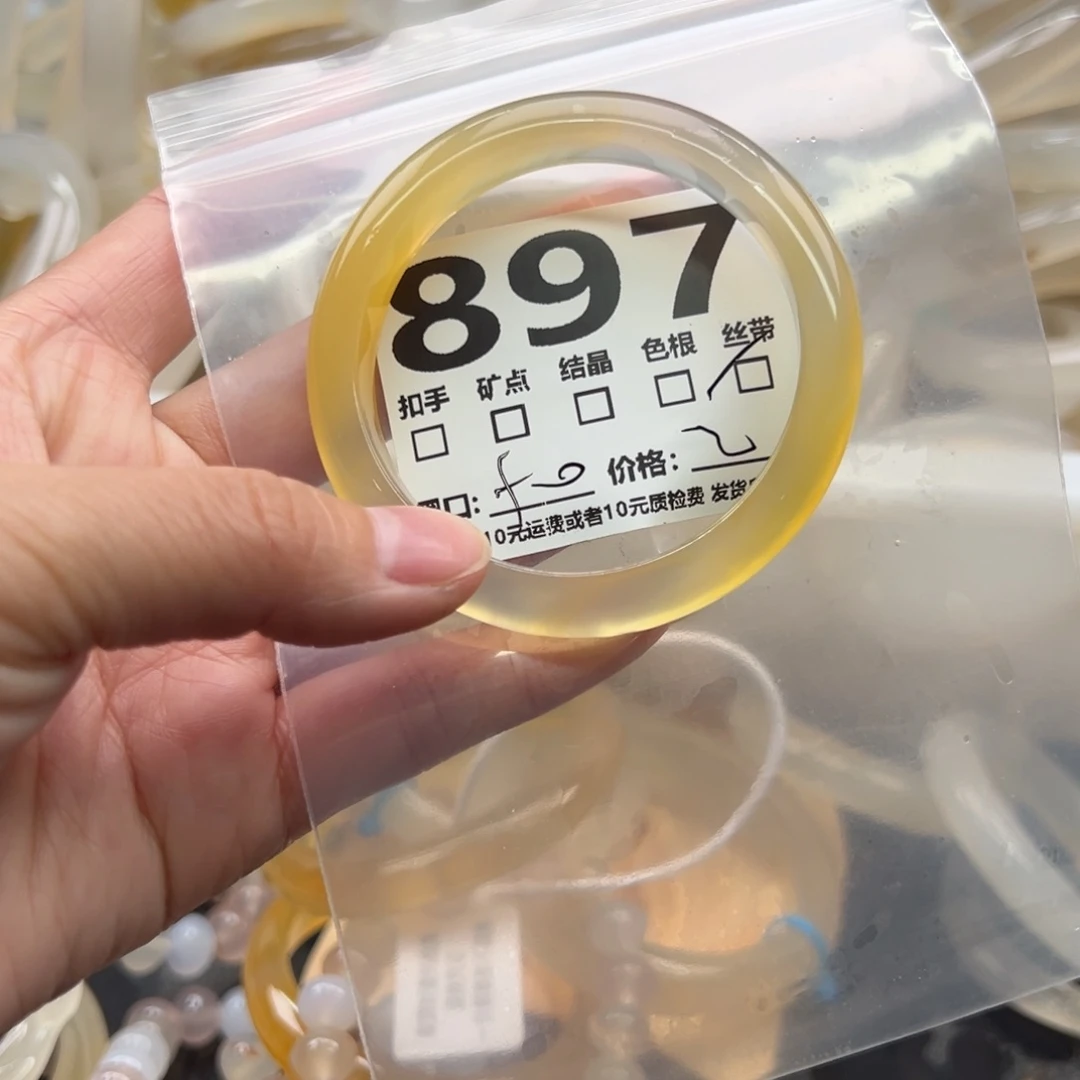 897
扣手 矿点 结晶 色根 丝带
口: 价格:
10元运费或者10元质检费 发货